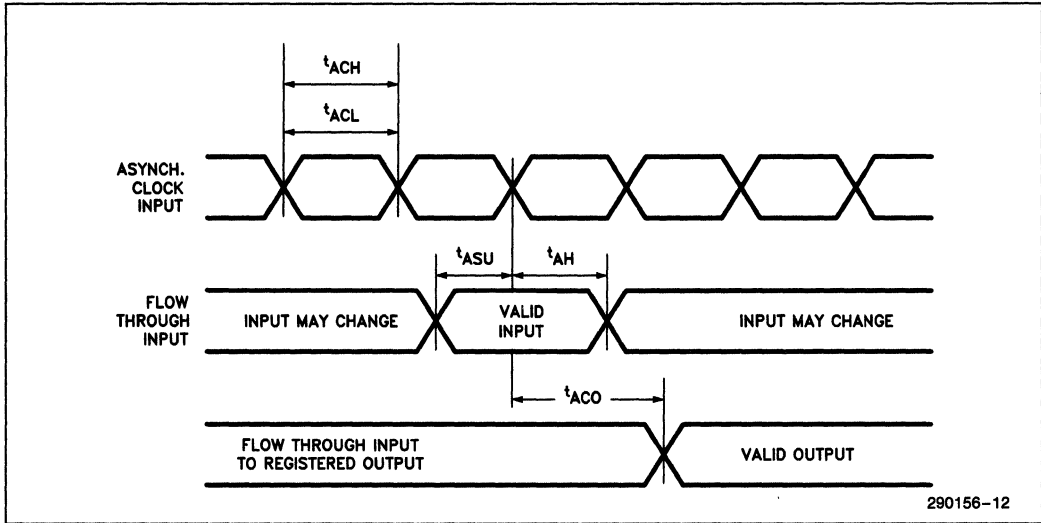 tACH
tACL
ASYNCH.
CLOCK
INPUT
tASU
tAH
FLOW
THROUGH
INPUT
INPUT MAY CHANGE
VALID
INPUT
INPUT MAY CHANGE
tACO
FLOW THROUGH INPUT
TO REGISTERED OUTPUT
VALID OUTPUT
290156-12